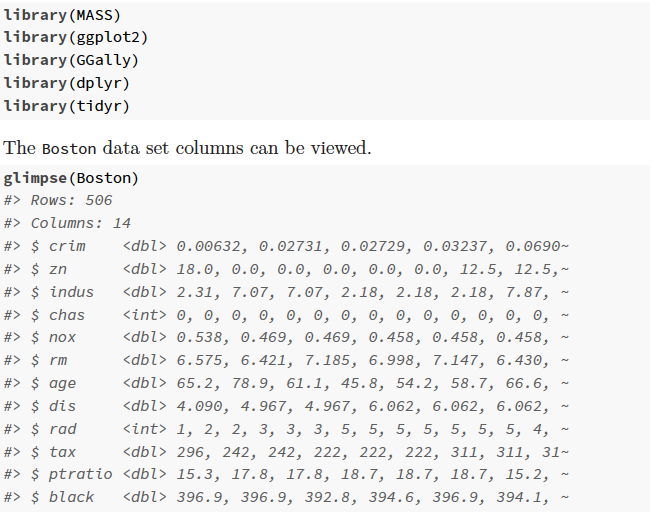 library(MASS)
library(ggplot2)
library(GGally)
library(dplyr)
library(tidyr)
The Boston data set columns can be viewed.
glimpse(Boston)
#> Rows: 506
#> Columns: 14
#> $ crim    <dbl> 0.00632, 0.02731, 0.02729, 0.03237, 0.0690~
#> $ zn      <dbl> 18.0, 0.0, 0.0, 0.0, 0.0, 0.0, 12.5, 12.5,~
#> $ indus   <dbl> 2.31, 7.07, 7.07, 2.18, 2.18, 2.18, 7.87, ~
#> $ chas    <int> 0, 0, 0, 0, 0, 0, 0, 0, 0, 0, 0, 0, 0, 0, ~
#> $ nox     <dbl> 0.538, 0.469, 0.469, 0.458, 0.458, 0.458, ~
#> $ rm      <dbl> 6.575, 6.421, 7.185, 6.998, 7.147, 6.430, ~
#> $ age     <dbl> 65.2, 78.9, 61.1, 45.8, 54.2, 58.7, 66.6, ~
#> $ dis     <dbl> 4.090, 4.967, 4.967, 6.062, 6.062, 6.062, ~
#> $ rad     <int> 1, 2, 2, 3, 3, 3, 5, 5, 5, 5, 5, 5, 5, 4, ~
#> $ tax     <dbl> 296, 242, 242, 222, 222, 222, 311, 311, 31~
#> $ ptratio <dbl> 15.3, 17.8, 17.8, 18.7, 18.7, 18.7, 15.2, ~
#> $ black   <dbl> 396.9, 396.9, 392.8, 394.6, 396.9, 394.1, ~